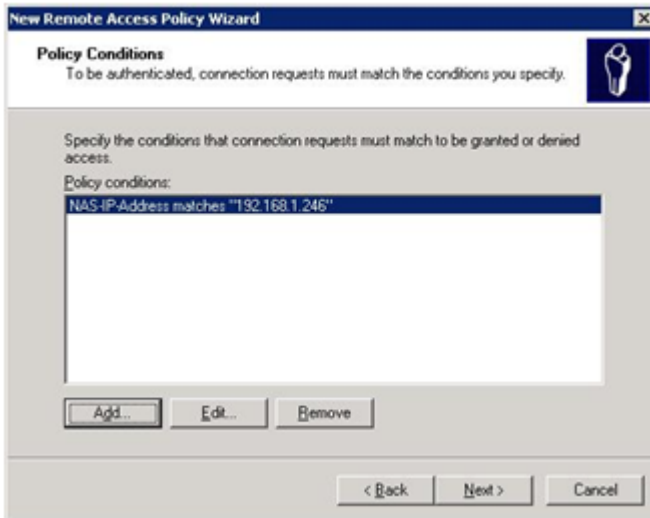 New Remote Access Policy Wizard
Policy Conditions
To be authenticated, connection requests must match the conditions you specify.
Specify the conditions that connection requests must match to be granted or denied
access.
Policy conditions:
NAS-IP-Address matches "192.168.1.246"
Add... Edit... Remove
< Back Next > Cancel